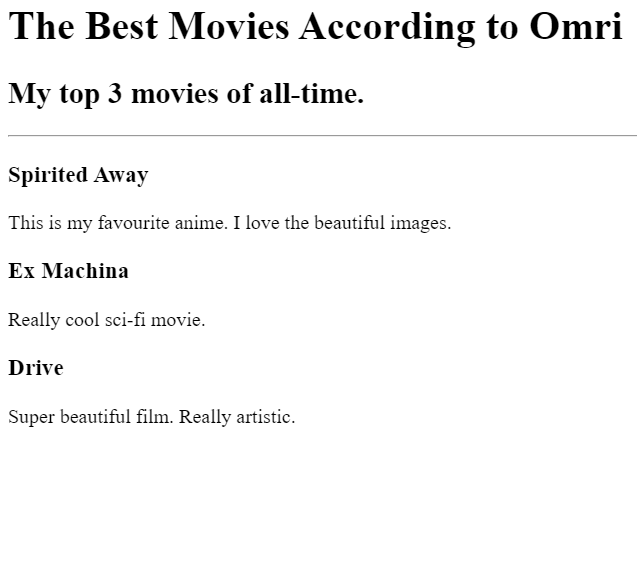 The Best Movies According to Omri
My top 3 movies of all-time.
Spirited Away
This is my favourite anime. I love the beautiful images.
Ex Machina
Really cool sci-fi movie.
Drive
Super beautiful film. Really artistic.